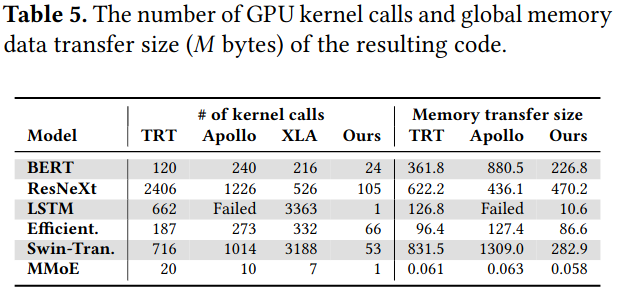 Table 5. The number of GPU kernel calls and global memory
data transfer size (M bytes) of the resulting code.
# of kernel calls Memory transfer size
Model TRT Apollo XLA Ours TRT Apollo Ours
BERT 120 240 216 24 361.8 880.5 226.8
ResNeXt 2406 1226 526 105 622.2 436.1 470.2
LSTM 662 Failed 3363 1 126.8 Failed 10.6
Efficient. 187 273 332 66 96.4 127.4 86.6
Swin-Tran. 716 1014 3188 53 831.5 1309.0 282.9
MMoE 20 10 7 1 0.061 0.063 0.058